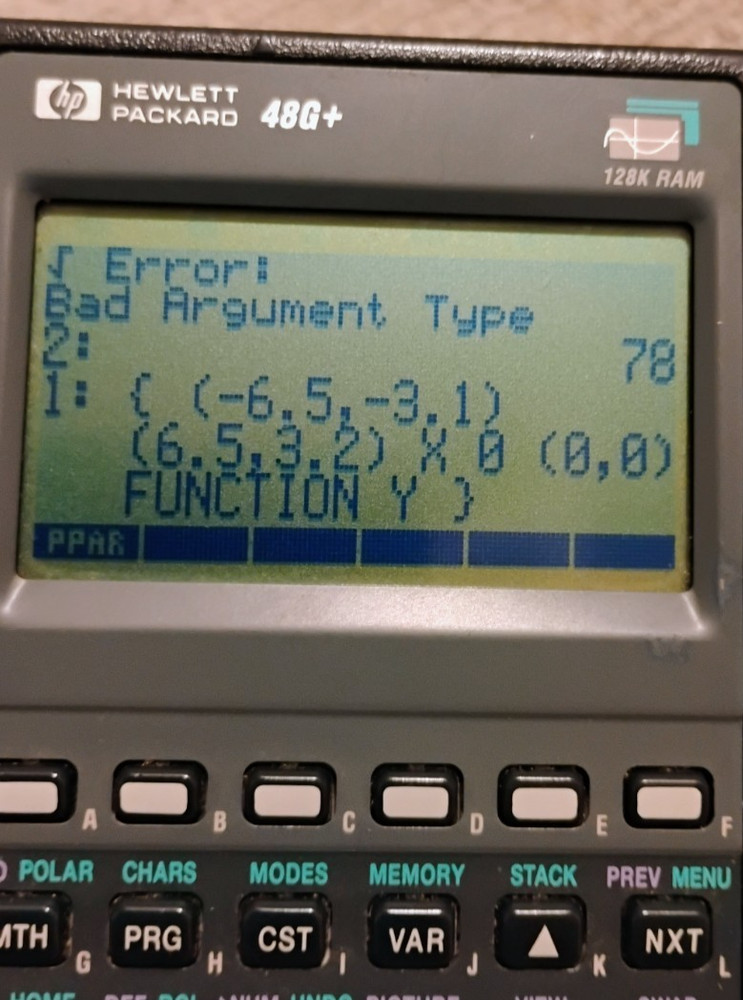 hp HEWLETT PACKARD 48G+
128K RAM
√ Error:
Bad Argument Type
2: 78
1: { (-6.5,-3.1)
(6.5,3.2) X 0 (0,0)
FUNCTION Y }
PPAR
A B C D E F
POLAR CHARS MODES MEMORY STACK PREV MENU
MTH G PRG H CST I VAR J ▲ K NXT L